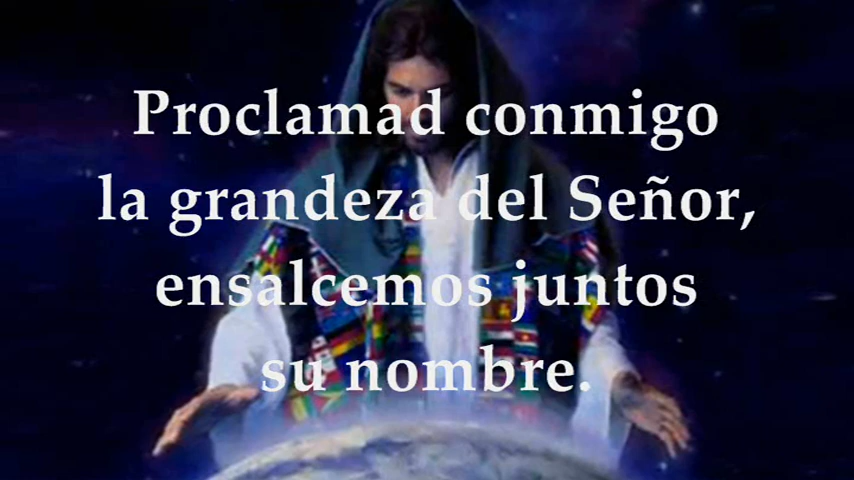 Proclamad conmigo
la grandeza del Señor,
ensalcemos juntos
su nombre.